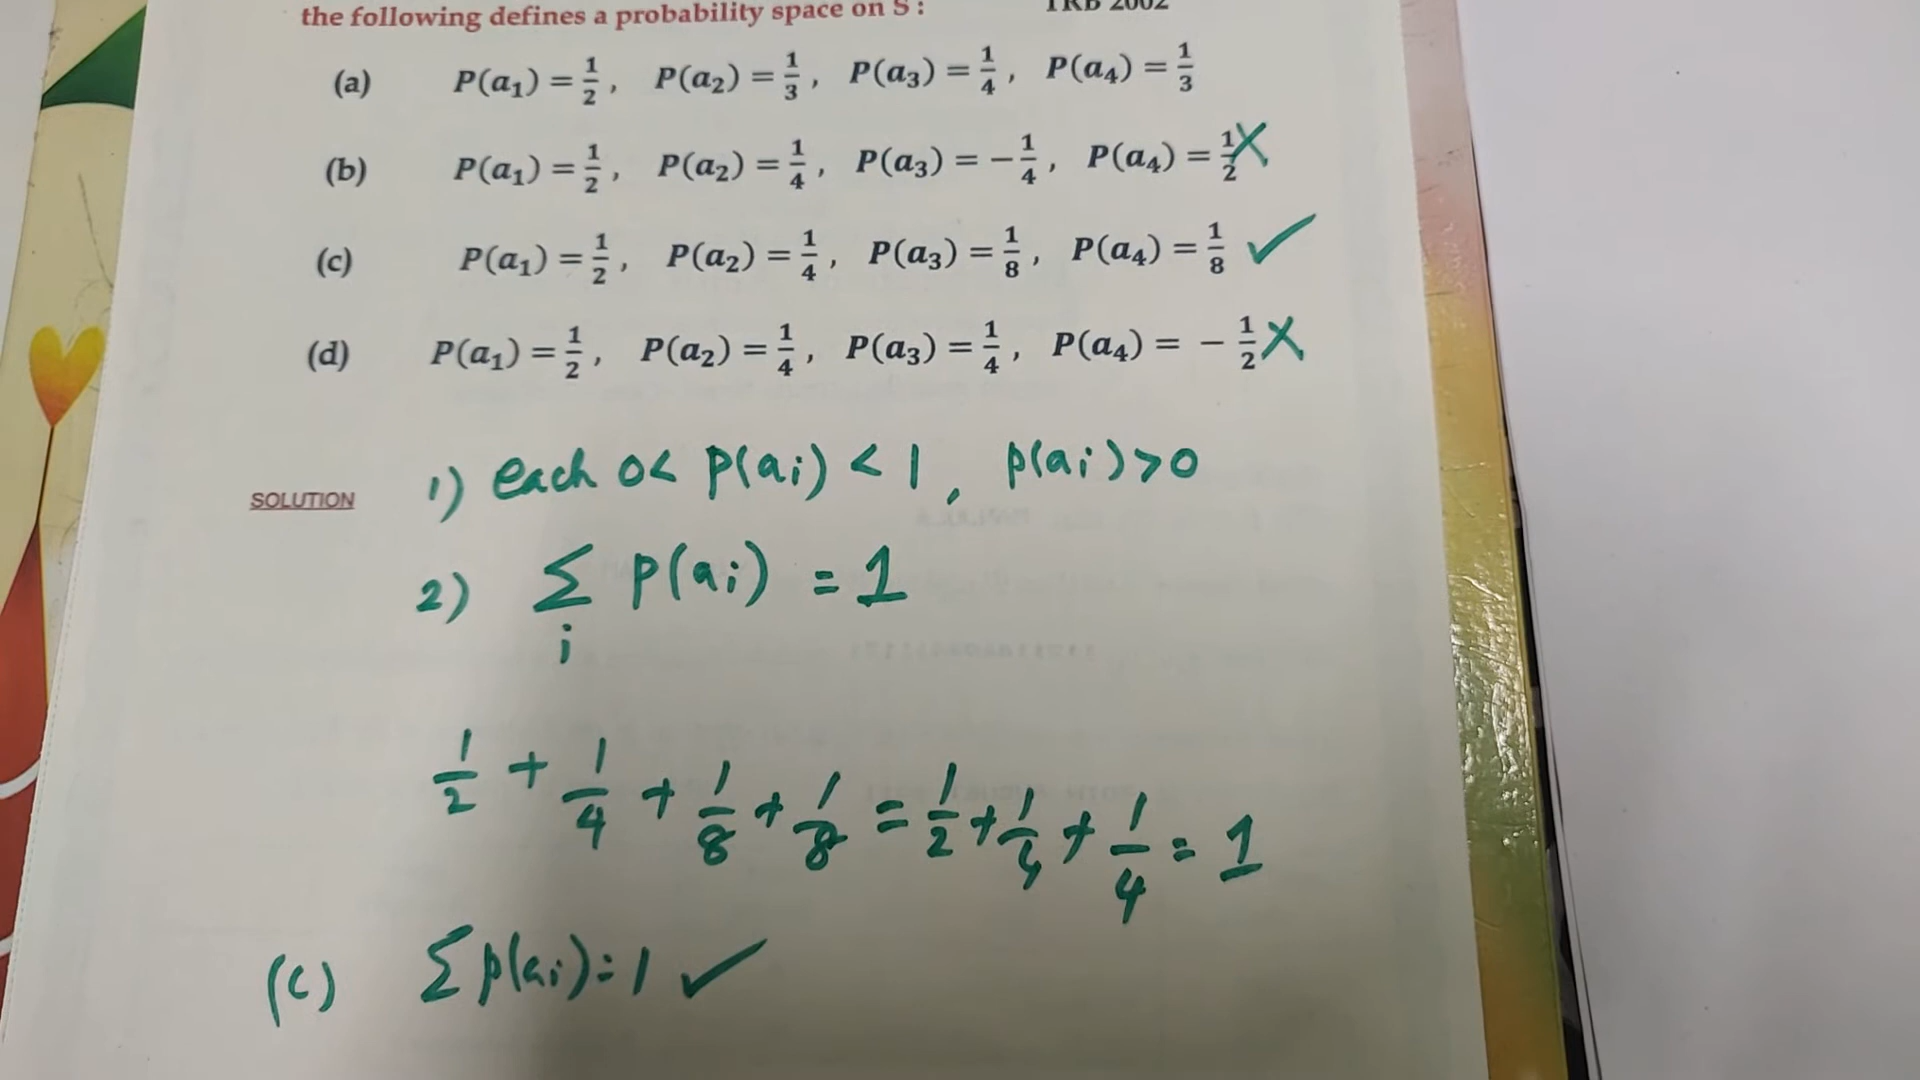 the following defines a probability space on S : TRB 2002
(a) P(a₁) = 1/2 , P(a₂) = 1/3 , P(a₃) = 1/4 , P(a₄) = 1/3
(b) P(a₁) = 1/2 , P(a₂) = 1/4 , P(a₃) = − 1/4 , P(a₄) = 1/2 X
(c) P(a₁) = 1/2 , P(a₂) = 1/4 , P(a₃) = 1/8 , P(a₄) = 1/8 ✓
(d) P(a₁) = 1/2 , P(a₂) = 1/4 , P(a₃) = 1/4 , P(a₄) = − 1/2 X
SOLUTION 1) each 0< p(aᵢ) < 1 , p(aᵢ) > 0
2) Σ p(aᵢ) = 1
i
1/2 + 1/4 + 1/8 + 1/8 = 1/2 + 1/4 + 1/4 = 1
(C) Σ p(aᵢ) = 1 ✓